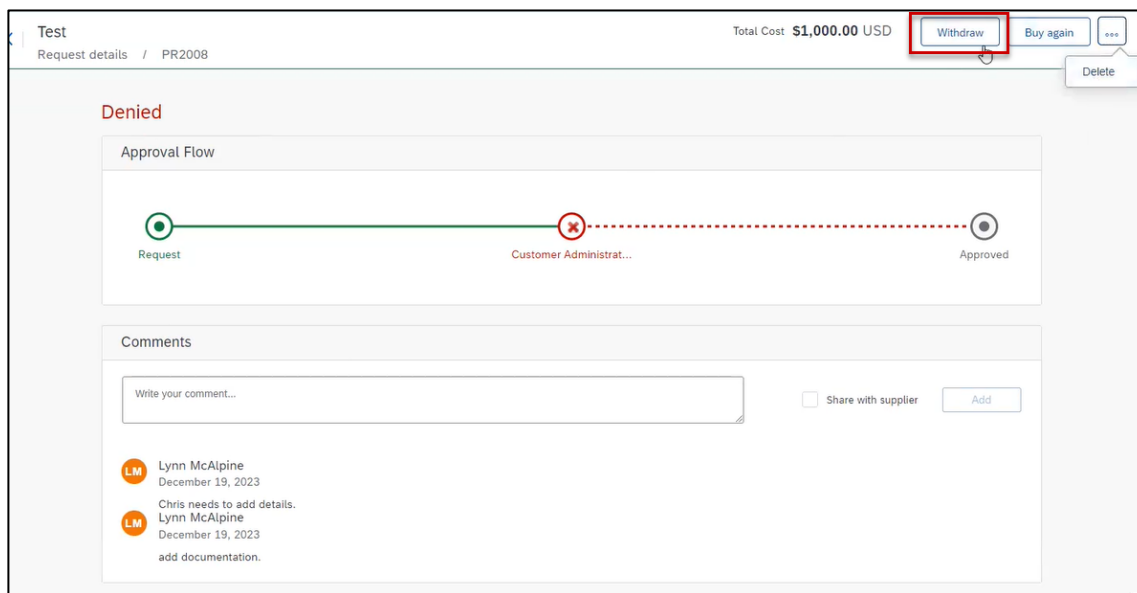 Test
Request details / PR2008
Total Cost $1,000.00 USD
Withdraw
Buy again
Delete
Denied
Approval Flow
Request
Customer Administrat...
Approved
Comments
Write your comment...
Share with supplier
Add
LM
Lynn McAlpine
December 19, 2023
Chris needs to add details.
LM
Lynn McAlpine
December 19, 2023
add documentation.